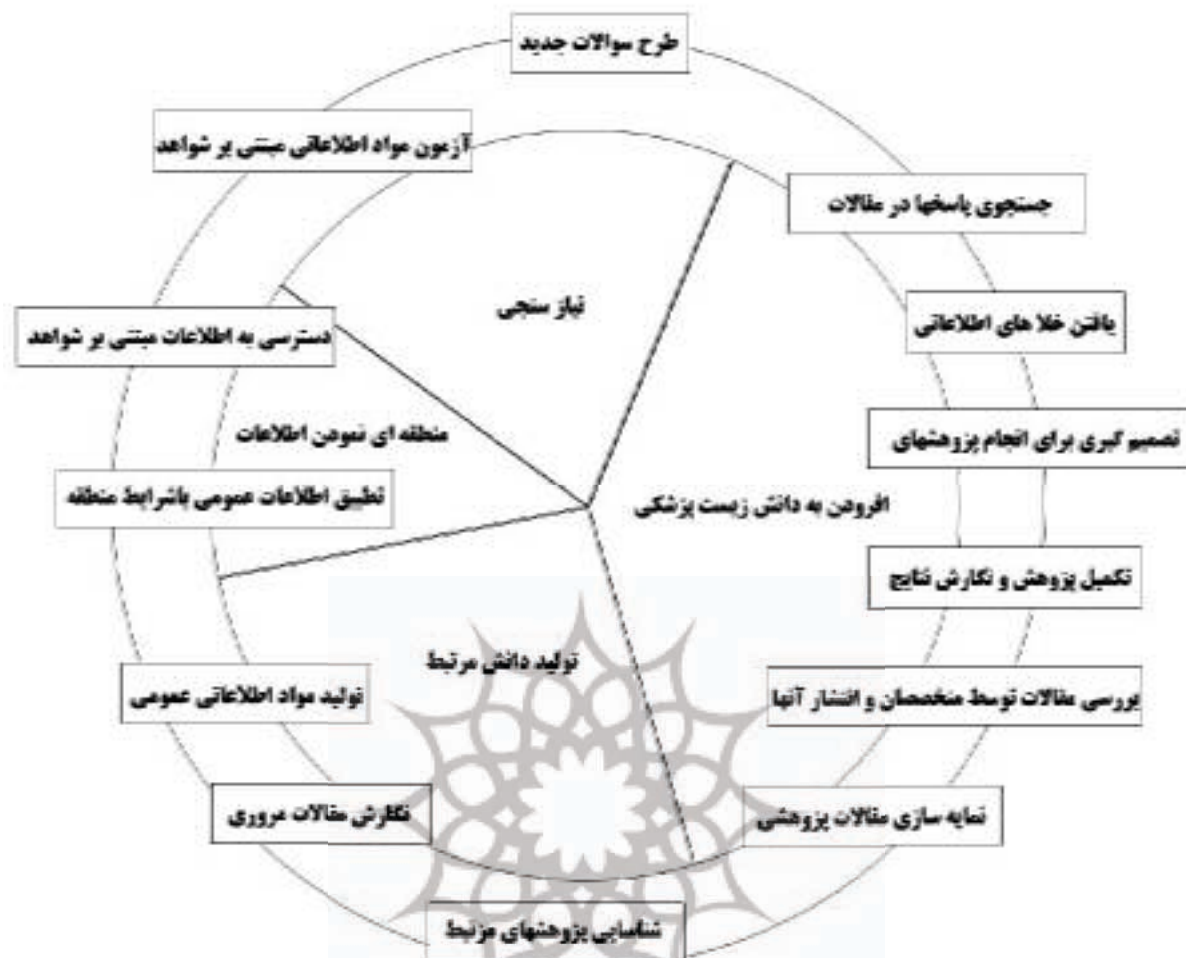 طرح سوالات جدید
آزمون مواد اطلاعاتی مبتنی بر شواهد
جستجوی پاسخها در مقالات
نیاز سنجی
یافتن خلا های اطلاعاتی
دسترسی به اطلاعات مبتنی بر شواهد
منطقه ای نمودن اطلاعات
تصمیم گیری برای انجام پژوهشهای
تطبیق اطلاعات عمومی باشرایط منطقه
افزودن به دانش زیست پزشکی
تکمیل پژوهش و نگارش نتایج
تولید دانش مرتبط
تولید مواد اطلاعاتی عمومی
بررسی مقالات توسط متخصصان و انتشار آنها
نگارش مقالات مروری
نمایه سازی مقالات پژوهشی
شناسایی پژوهشهای مرتبط